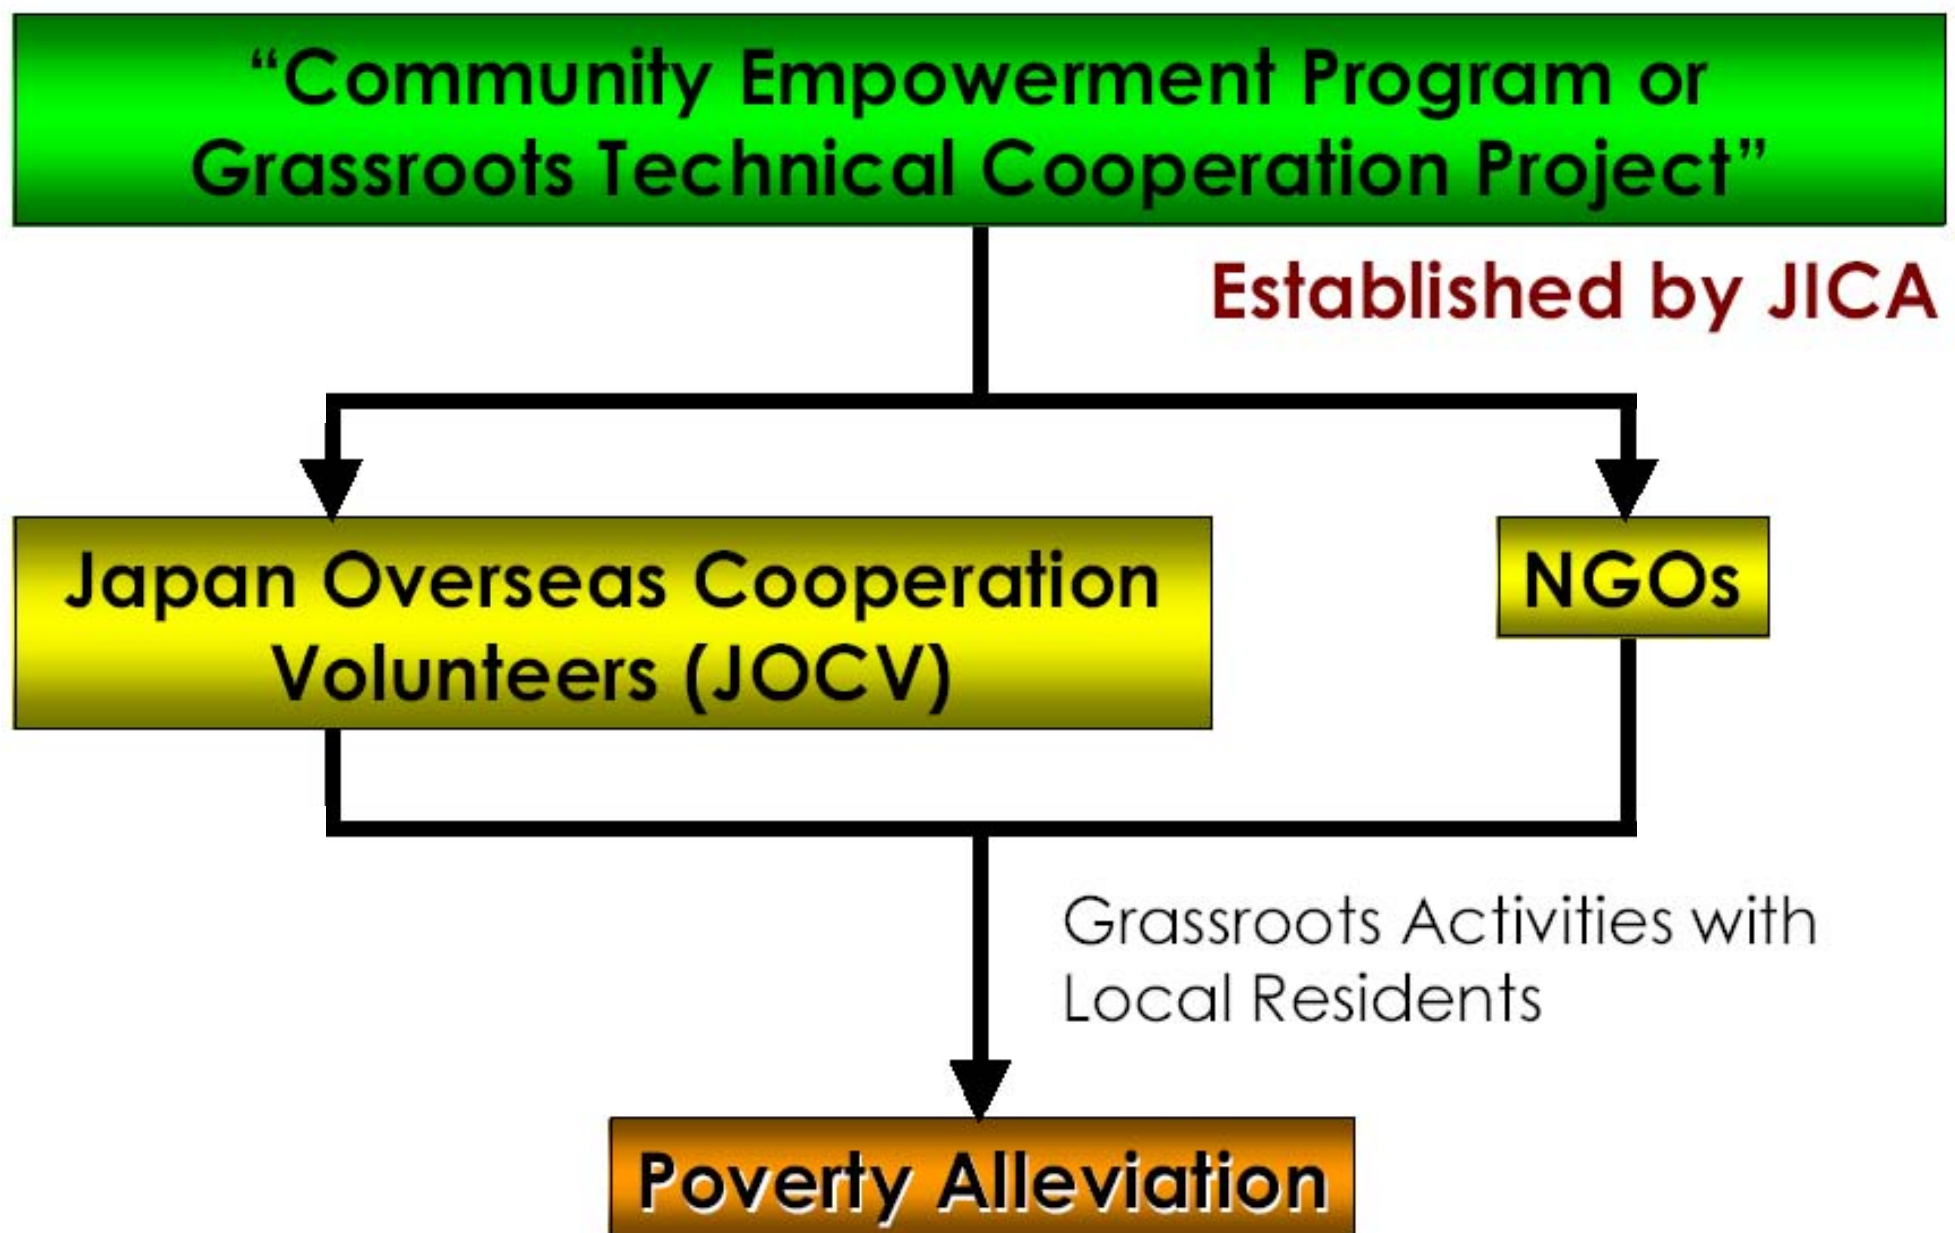 “Community Empowerment Program or
Grassroots Technical Cooperation Project”
Established by JICA
Japan Overseas Cooperation
Volunteers (JOCV)
NGOs
Grassroots Activities with
Local Residents
Poverty Alleviation